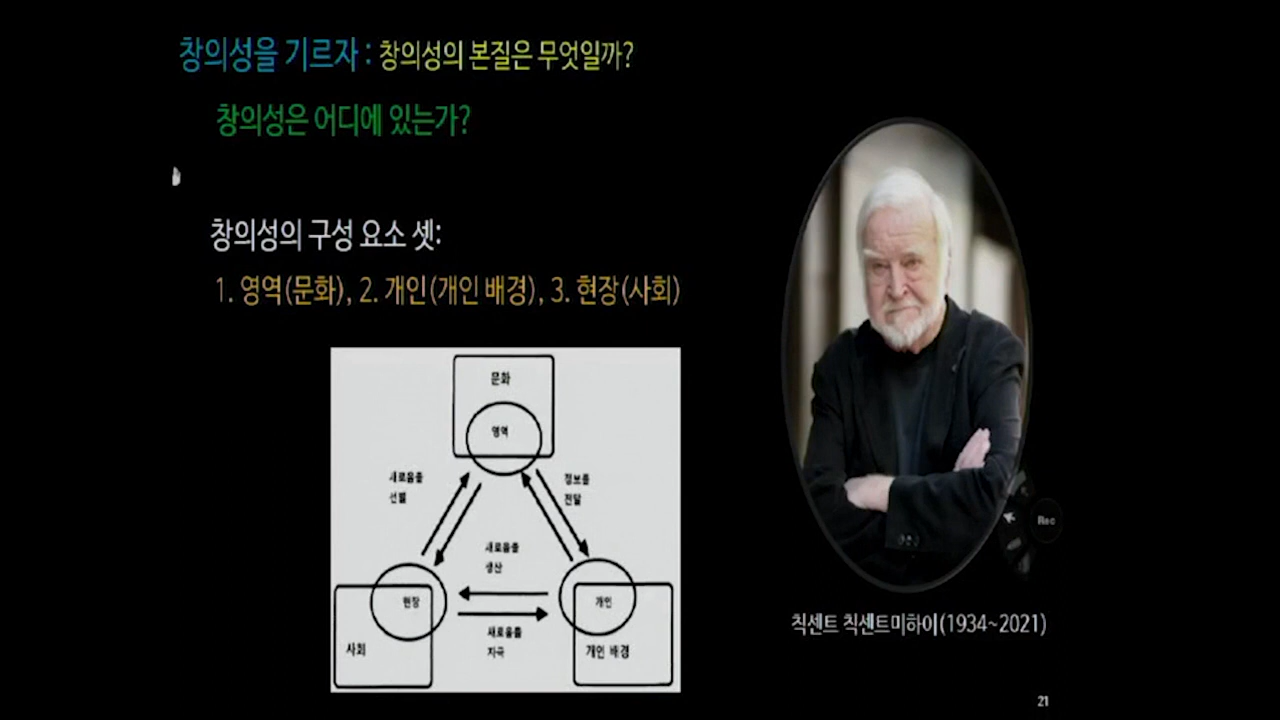 창의성을 기르자 : 창의성의 본질은 무엇일까?
창의성은 어디에 있는가?
창의성의 구성 요소 셋:
1. 영역(문화), 2. 개인(개인 배경), 3. 현장(사회)
문화
영역
새로움을
선별
정보를
전달
새로움을
생산
현장
개인
사회
새로움을
자극
개인 배경
칙센트 칙센트미하이(1934~2021)
Rec
21